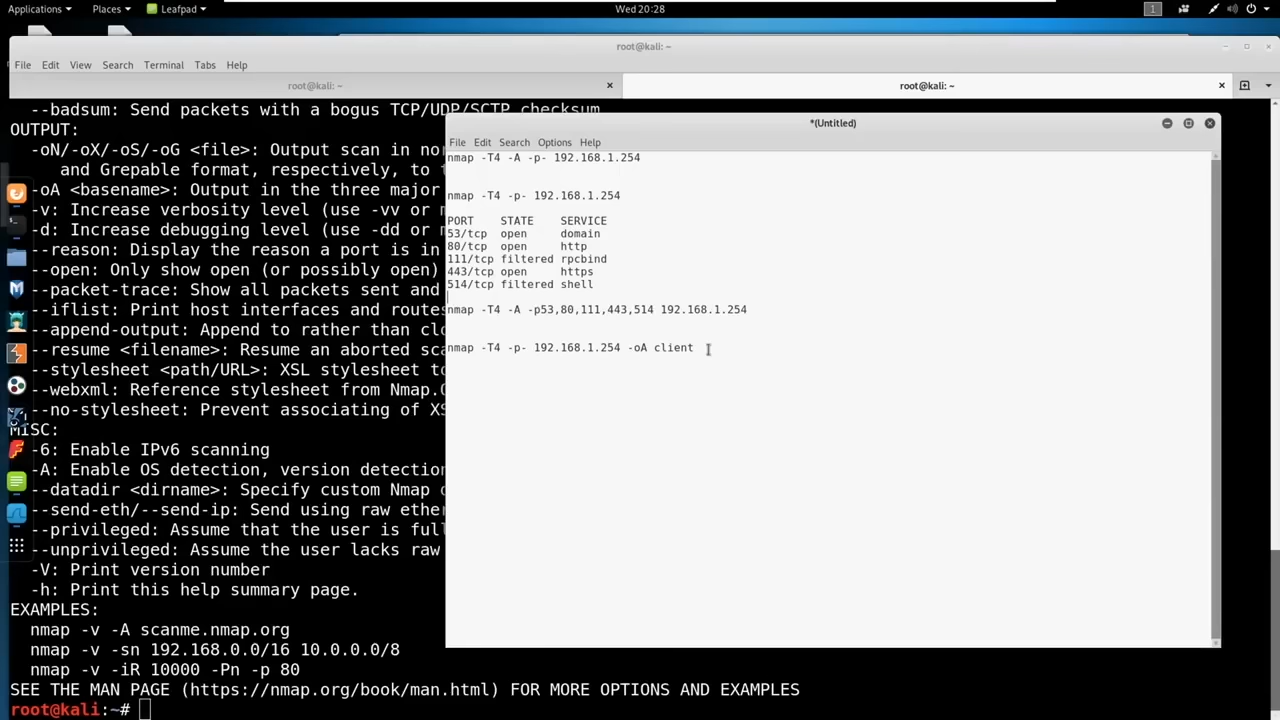 Applications Places Leafpad Wed 20:28 1
root@kali: ~
File Edit View Search Terminal Tabs Help
root@kali: ~ root@kali: ~
--badsum: Send packets with a bogus TCP/UDP/SCTP checksum
OUTPUT:
-oN/-oX/-oS/-oG <file>: Output scan in nor
and Grepable format, respectively, to t
-oA <basename>: Output in the three major
-v: Increase verbosity level (use -vv or m
-d: Increase debugging level (use -dd or m
--reason: Display the reason a port is in
--open: Only show open (or possibly open)
--packet-trace: Show all packets sent and
--iflist: Print host interfaces and routes
--append-output: Append to rather than clo
--resume <filename>: Resume an aborted sca
--stylesheet <path/URL>: XSL stylesheet to
--webxml: Reference stylesheet from Nmap.O
--no-stylesheet: Prevent associating of XS
MISC:
-6: Enable IPv6 scanning
-A: Enable OS detection, version detection
--datadir <dirname>: Specify custom Nmap d
--send-eth/--send-ip: Send using raw ether
--privileged: Assume that the user is full
--unprivileged: Assume the user lacks raw
-V: Print version number
-h: Print this help summary page.
EXAMPLES:
nmap -v -A scanme.nmap.org
nmap -v -sn 192.168.0.0/16 10.0.0.0/8
nmap -v -iR 10000 -Pn -p 80
SEE THE MAN PAGE (https://nmap.org/book/man.html) FOR MORE OPTIONS AND EXAMPLES
root@kali:~#
*(Untitled)
File Edit Search Options Help
nmap -T4 -A -p- 192.168.1.254
nmap -T4 -p- 192.168.1.254
PORT STATE SERVICE
53/tcp open domain
80/tcp open http
111/tcp filtered rpcbind
443/tcp open https
514/tcp filtered shell
nmap -T4 -A -p53,80,111,443,514 192.168.1.254
nmap -T4 -p- 192.168.1.254 -oA client